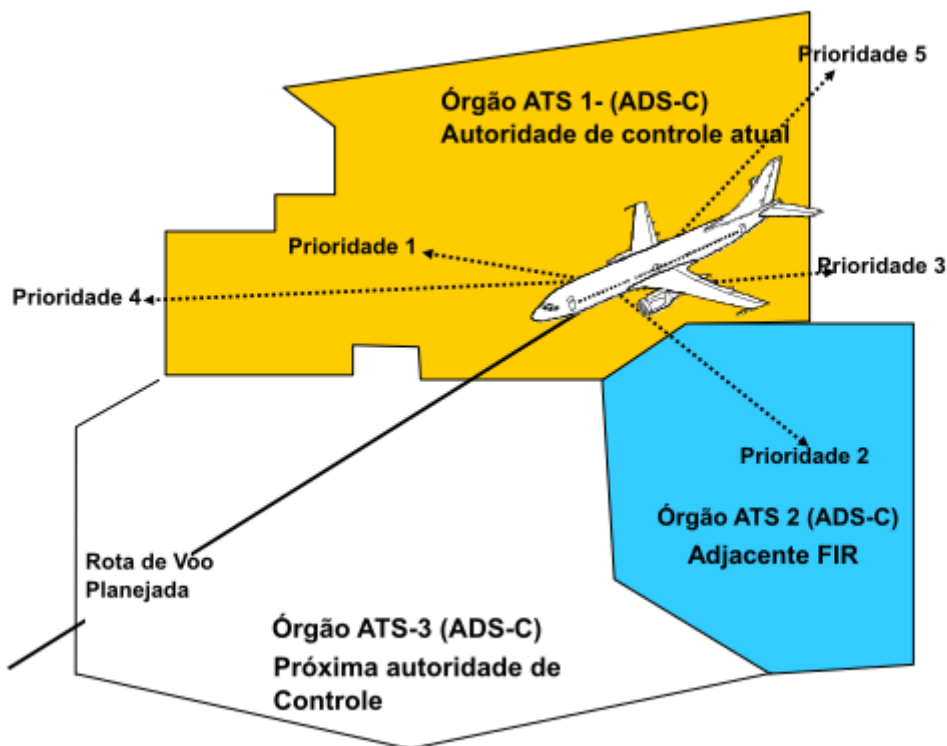 Prioridade 5
Órgão ATS 1- (ADS-C)
Autoridade de controle atual
Prioridade 1
Prioridade 3
Prioridade 4
Prioridade 2
Órgão ATS 2 (ADS-C)
Adjacente FIR
Rota de Vôo
Planejada
Órgão ATS-3 (ADS-C)
Próxima autoridade de
Controle